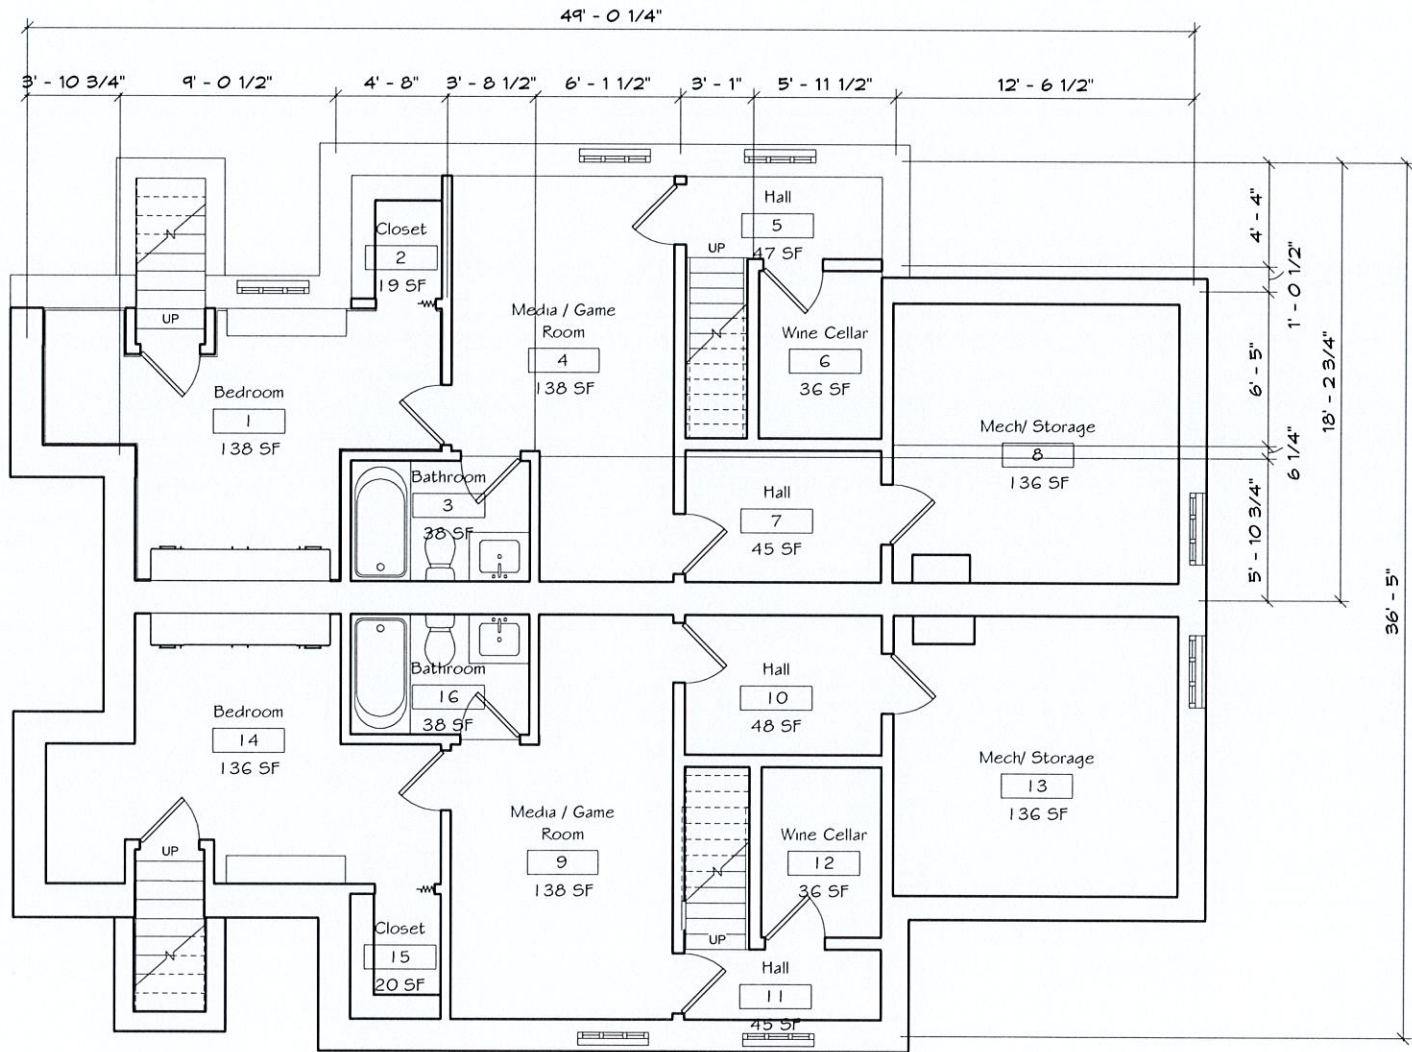 49' - 0 1/4"
3' - 10 3/4"
9' - 0 1/2"
4' - 8"
3' - 8 1/2"
6' - 1 1/2"
3' - 1"
5' - 11 1/2"
12' - 6 1/2"
Closet
2
19 SF
Hall
5
47 SF
UP
UP
Media / Game
Room
4
138 SF
Wine Cellar
6
36 SF
Bedroom
1
138 SF
Mech/ Storage
8
136 SF
Bathroom
3
38 SF
Hall
7
45 SF
4' - 4"
1' - 0 1/2"
6' - 5"
6 1/4"
5' - 10 3/4"
18' - 2 3/4"
36' - 5"
Bathroom
16
38 SF
Hall
10
48 SF
Bedroom
14
136 SF
Mech/ Storage
13
136 SF
Media / Game
Room
9
138 SF
Wine Cellar
12
36 SF
UP
UP
Closet
15
20 SF
Hall
11
45 SF